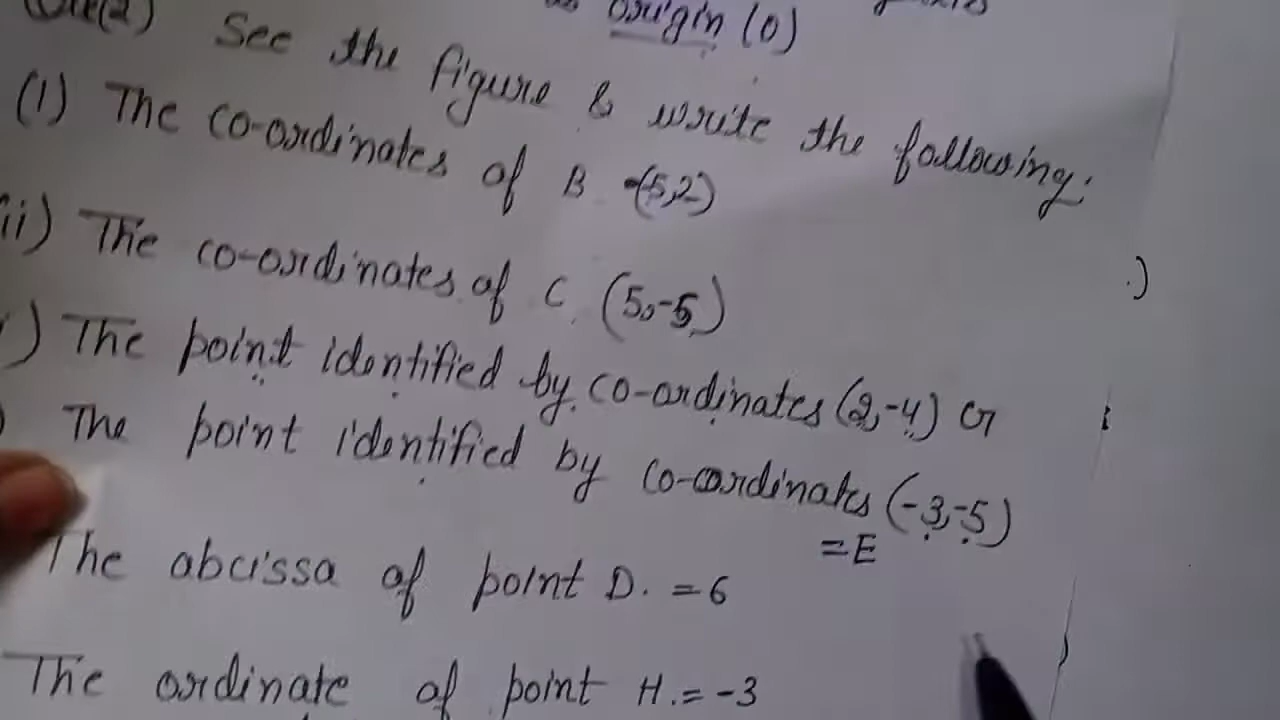 origin (0)
See the figure & write the following:
(1) The co-ordinates of B (-5,2)
ii) The co-ordinates of C. (5,-5)
) The point identified by co-ordinates (2,-4) G
) The point identified by co-ordinates (-3,-5)
=E
The abcissa of point D. = 6
The ordinate of point H. = -3